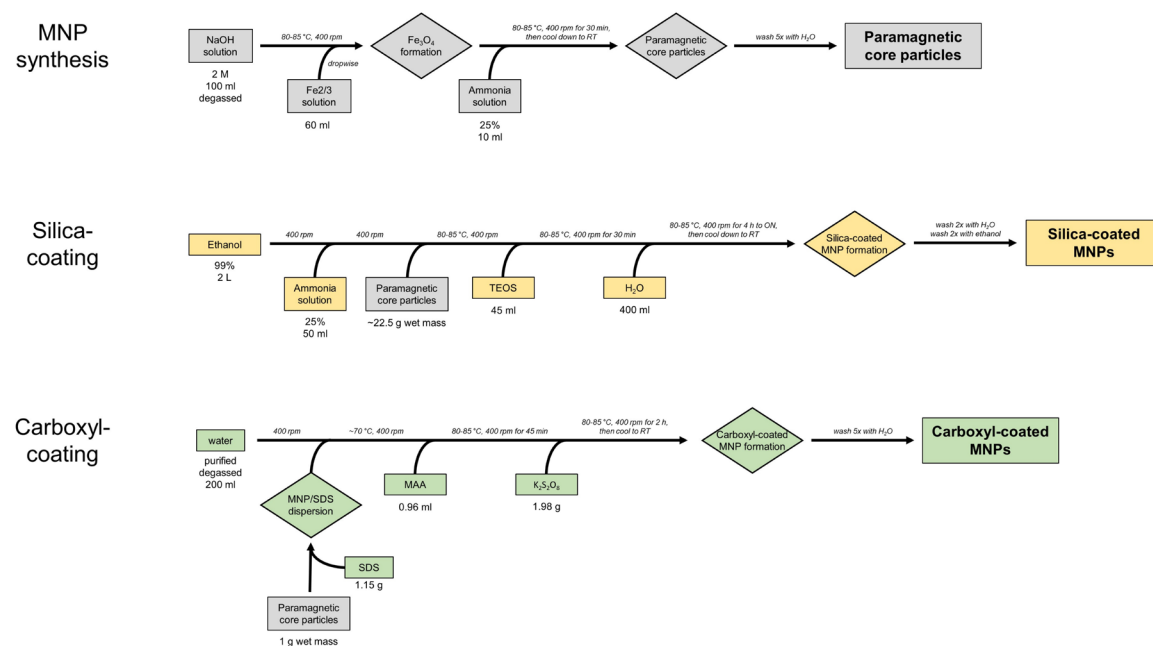 MNP
synthesis
NaOH
solution
2 M
100 ml
degassed
80-85 °C, 400 rpm
dropwise
Fe2/3
solution
60 ml
Fe₃O₄
formation
80-85 °C, 400 rpm for 30 min,
then cool down to RT
Ammonia
solution
25%
10 ml
Paramagnetic
core particles
wash 5x with H₂O
Paramagnetic
core particles
Silica-
coating
Ethanol
99%
2 L
400 rpm
Ammonia
solution
25%
50 ml
400 rpm
Paramagnetic
core particles
~22.5 g wet mass
80-85 °C, 400 rpm
TEOS
45 ml
80-85 °C, 400 rpm for 30 min
H₂O
400 ml
80-85 °C, 400 rpm for 4 h to ON,
then cool down to RT
Silica-coated
MNP formation
wash 2x with H₂O
wash 2x with ethanol
Silica-coated
MNPs
Carboxyl-
coating
water
purified
degassed
200 ml
400 rpm
MNP/SDS
dispersion
SDS
1.15 g
Paramagnetic
core particles
1 g wet mass
~70 °C, 400 rpm
MAA
0.96 ml
80-85 °C, 400 rpm for 45 min
K₂S₂O₈
1.98 g
80-85 °C, 400 rpm for 2 h,
then cool to RT
Carboxyl-coated
MNP formation
wash 5x with H₂O
Carboxyl-coated
MNPs